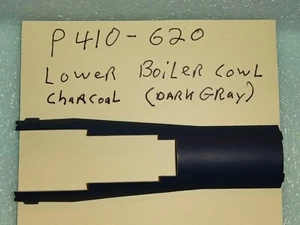 P 410-620
Lower Boiler Cowl
Charcoal (Dark Gray)